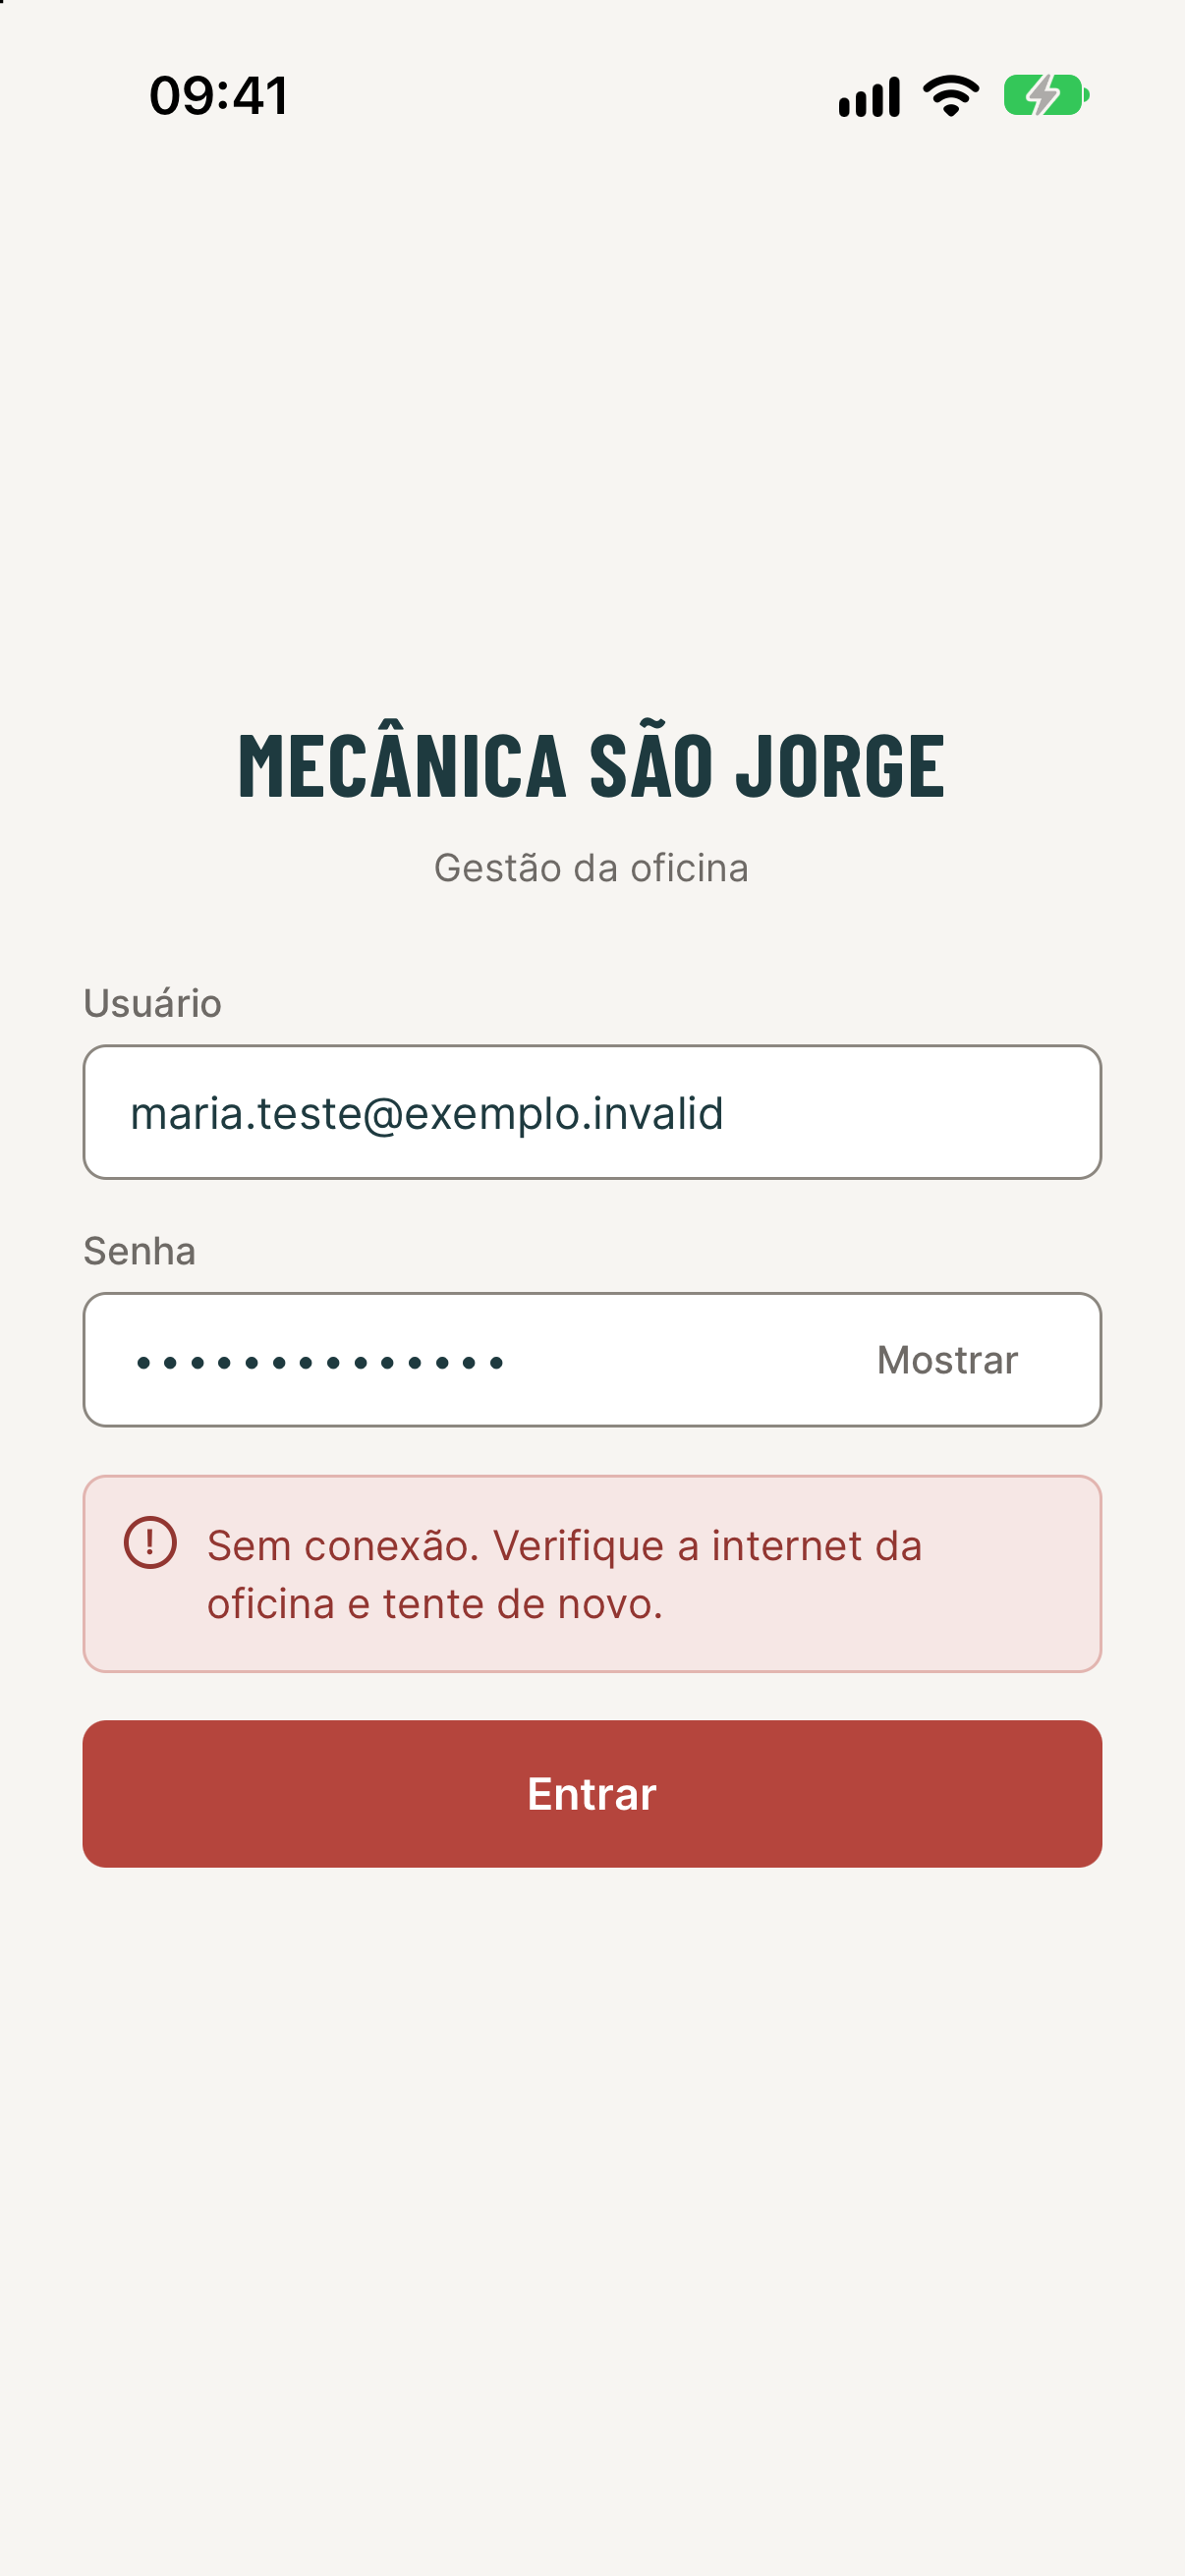 09:41
MECÂNICA SÃO JORGE
Gestão da oficina
Usuário
maria.teste@exemplo.invalid
Senha
Mostrar
Sem conexão. Verifique a internet da
oficina e tente de novo.
Entrar